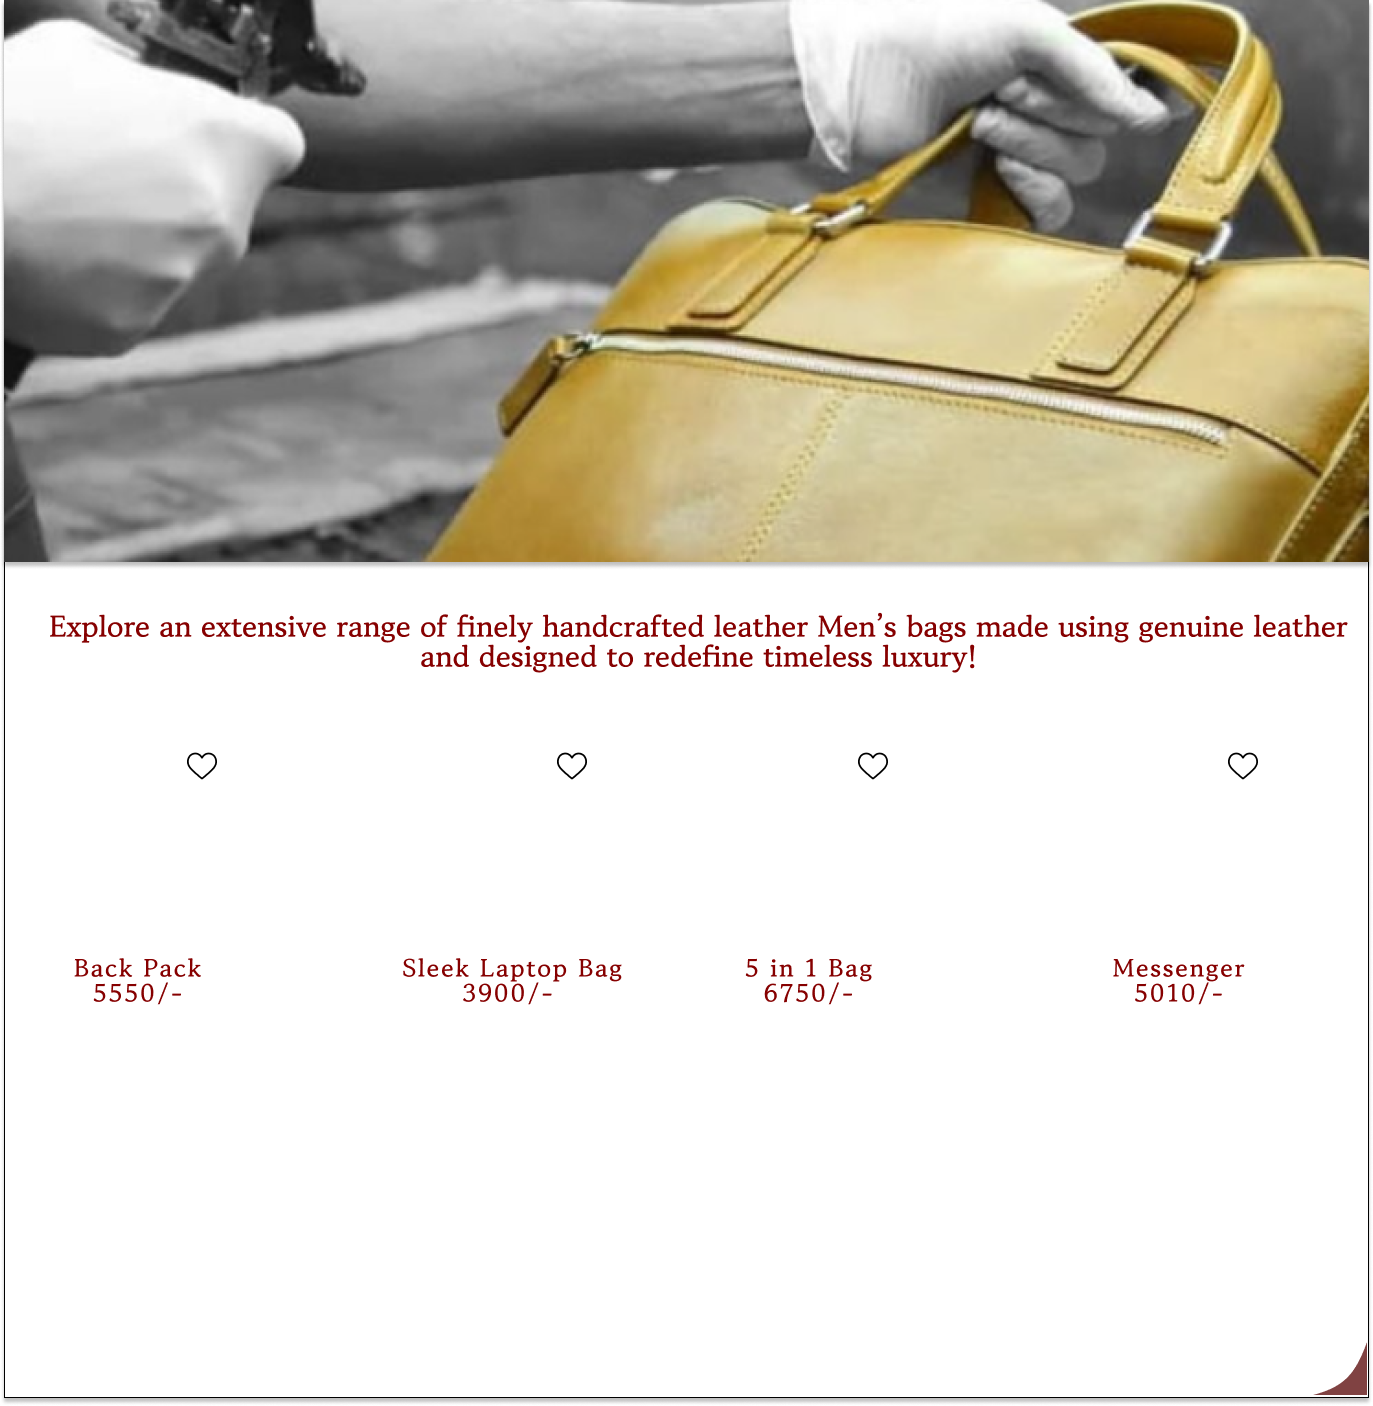 Explore an extensive range of finely handcrafted leather Men’s bags made using genuine leather
and designed to redefine timeless luxury!
Back Pack
5550/-
Sleek Laptop Bag
3900/-
5 in 1 Bag
6750/-
Messenger
5010/-